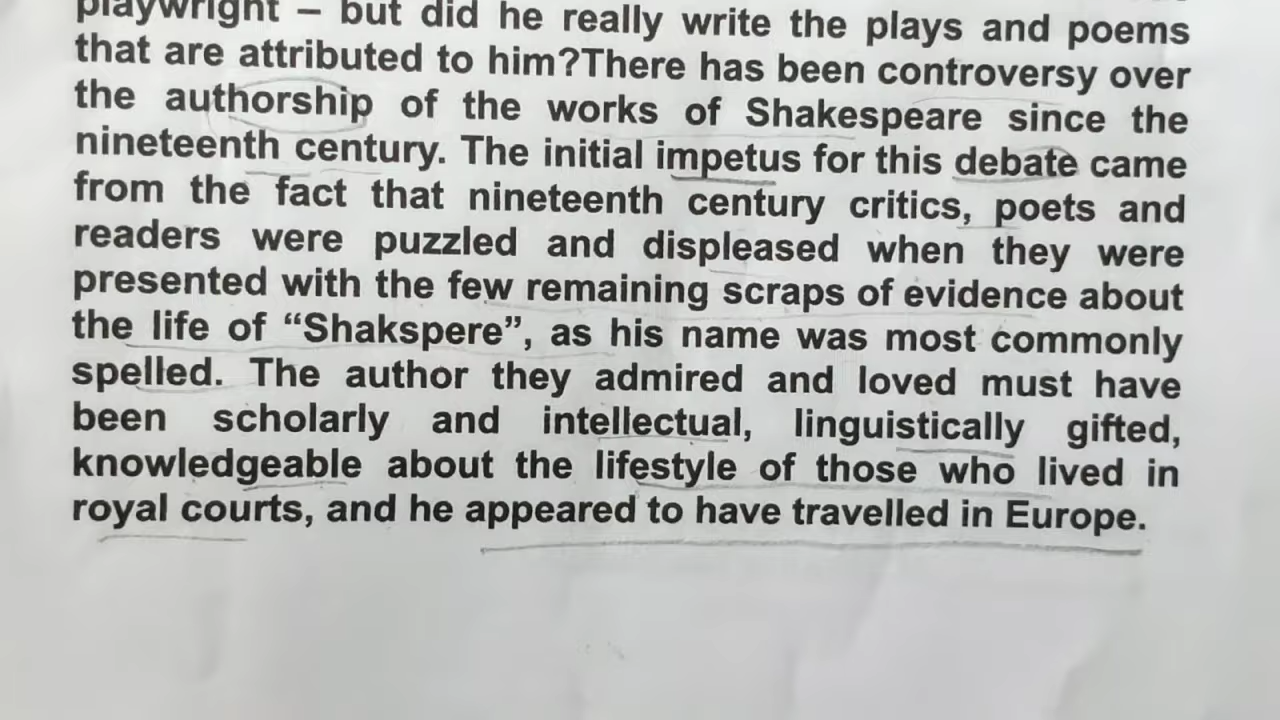 playwright – but did he really write the plays and poems
that are attributed to him?There has been controversy over
the authorship of the works of Shakespeare since the
nineteenth century. The initial impetus for this debate came
from the fact that nineteenth century critics, poets and
readers were puzzled and displeased when they were
presented with the few remaining scraps of evidence about
the life of “Shakspere”, as his name was most commonly
spelled. The author they admired and loved must have
been scholarly and intellectual, linguistically gifted,
knowledgeable about the lifestyle of those who lived in
royal courts, and he appeared to have travelled in Europe.